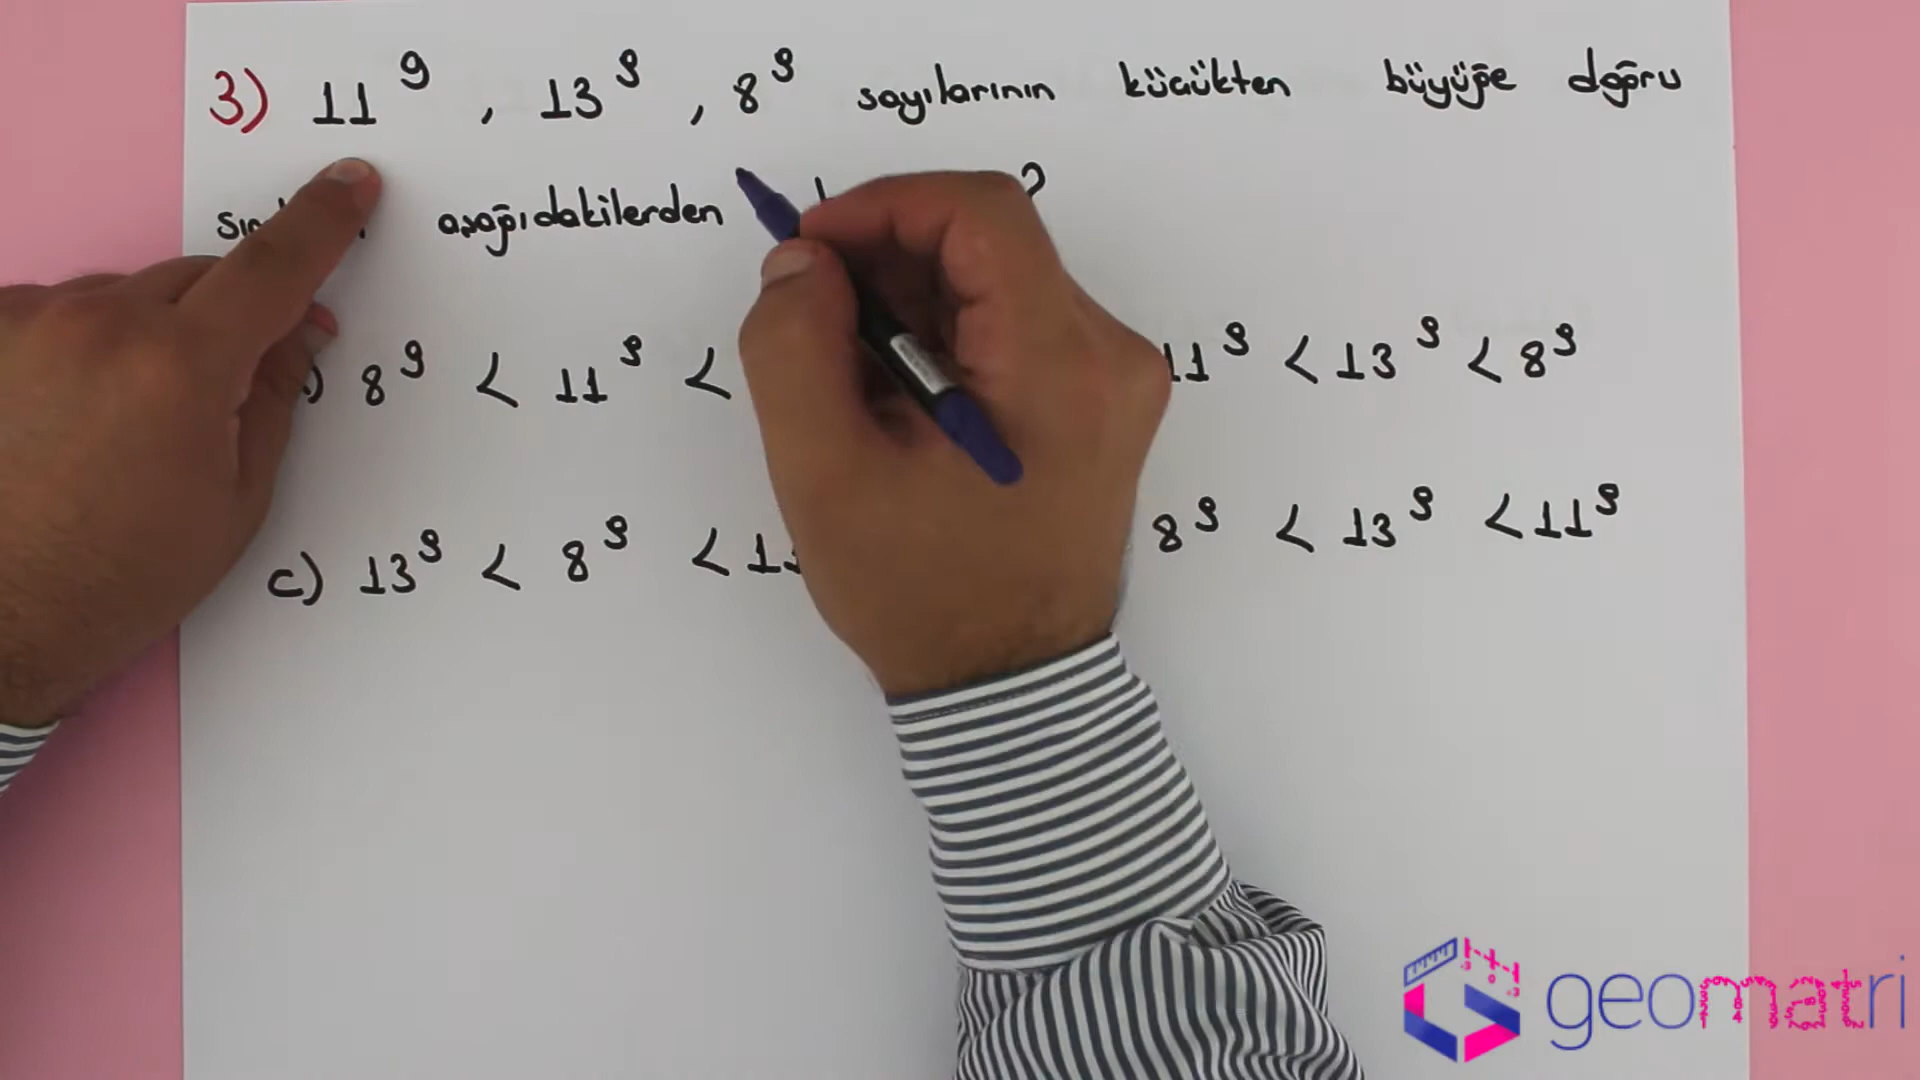 3) 11⁹ , 13⁹ , 8⁹ sayılarının küçükten büyüğe dğoru
aşağıdakilerden ?
) 8⁹ < 11⁹ < 11⁹ < 13⁹ < 8⁹
c) 13⁹ < 8⁹ < 8⁹ < 13⁹ < 11⁹
geomatri